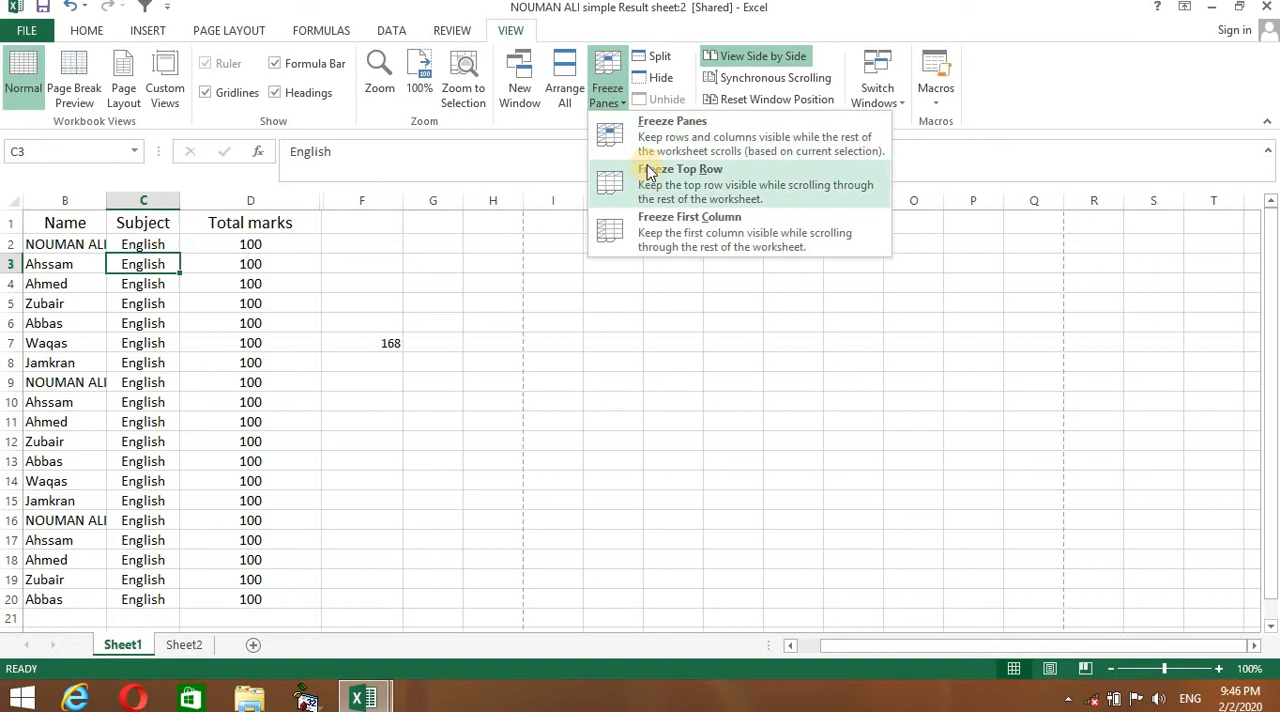 NOUMAN ALI simple Result sheet:2 [Shared] - Excel
?
FILE HOME INSERT PAGE LAYOUT FORMULAS DATA REVIEW VIEW Sign in
Normal
Page Break Preview
Page Layout
Custom Views
Workbook Views
Ruler
Formula Bar
Gridlines
Headings
Show
Zoom
100
100%
Zoom to Selection
Zoom
New Window
Arrange All
Freeze Panes
Split
Hide
Unhide
View Side by Side
Synchronous Scrolling
Reset Window Position
Switch Windows
Macros
Macros
Freeze Panes
Keep rows and columns visible while the rest of
the worksheet scrolls (based on current selection).
Freeze Top Row
Keep the top row visible while scrolling through
the rest of the worksheet.
Freeze First Column
Keep the first column visible while scrolling
through the rest of the worksheet.
C3 fx English
B C D F G H I O P Q R S T
1 Name Subject Total marks
2 NOUMAN ALI English 100
3 Ahssam English 100
4 Ahmed English 100
5 Zubair English 100
6 Abbas English 100
7 Waqas English 100 168
8 Jamkran English 100
9 NOUMAN ALI English 100
10 Ahssam English 100
11 Ahmed English 100
12 Zubair English 100
13 Abbas English 100
14 Waqas English 100
15 Jamkran English 100
16 NOUMAN ALI English 100
17 Ahssam English 100
18 Ahmed English 100
19 Zubair English 100
20 Abbas English 100
21
Sheet1 Sheet2
READY 100%
ENG
9:46 PM
2/2/2020